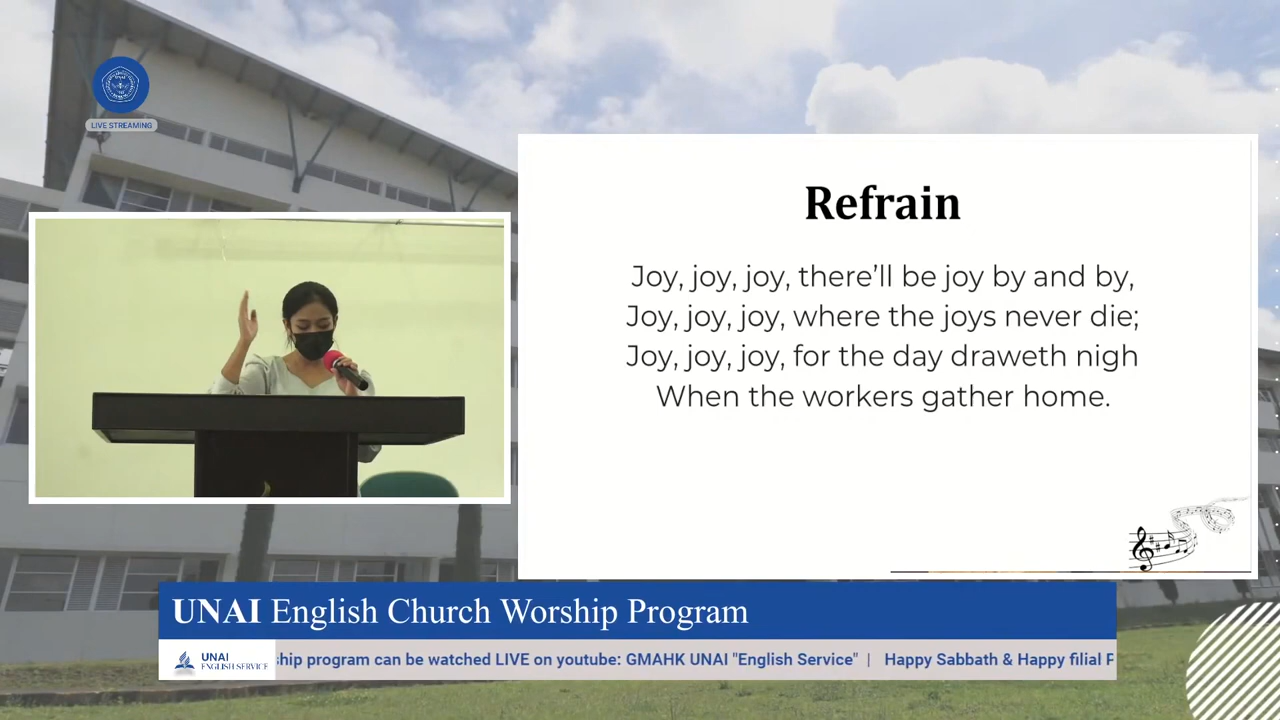 LIVE STREAMING
Refrain
Joy, joy, joy, there’ll be joy by and by,
Joy, joy, joy, where the joys never die;
Joy, joy, joy, for the day draweth nigh
When the workers gather home.
UNAI English Church Worship Program
UNAI
ENGLISH SERVICE
ship program can be watched LIVE on youtube: GMAHK UNAI "English Service" | Happy Sabbath & Happy filial F